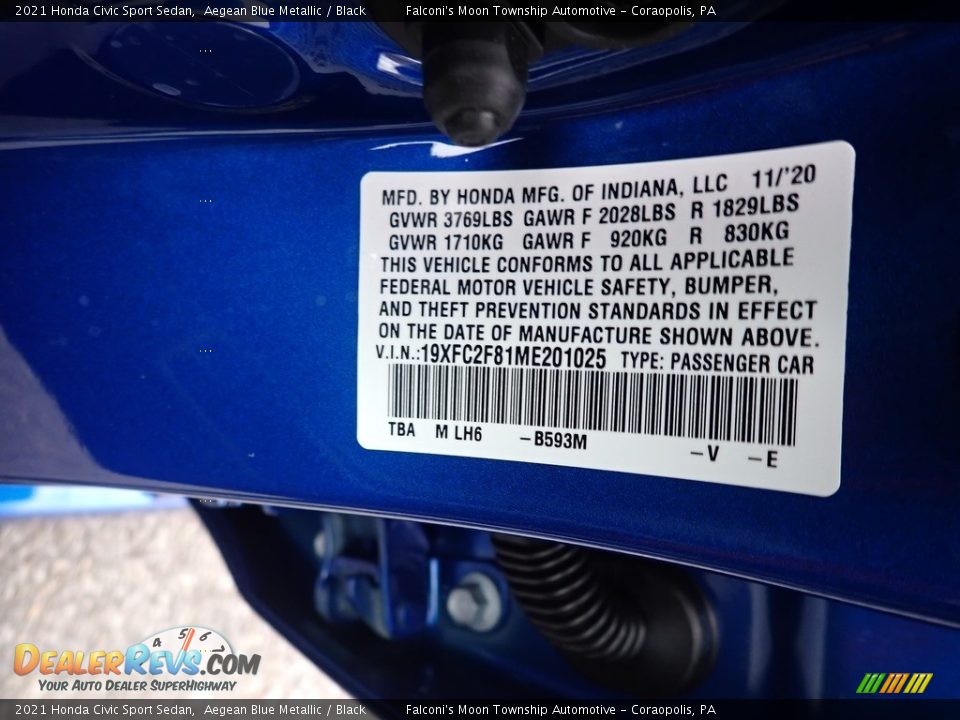 2021 Honda Civic Sport Sedan,  Aegean Blue Metallic / Black          Falconi's Moon Township Automotive - Coraopolis, PA
MFD. BY HONDA MFG. OF INDIANA, LLC 11/'20
GVWR 3769LBS GAWR F 2028LBS R 1829LBS
GVWR 1710KG GAWR F 920KG R 830KG
THIS VEHICLE CONFORMS TO ALL APPLICABLE
FEDERAL MOTOR VEHICLE SAFETY, BUMPER,
AND THEFT PREVENTION STANDARDS IN EFFECT
ON THE DATE OF MANUFACTURE SHOWN ABOVE.
V.I.N.:19XFC2F81ME201025 TYPE: PASSENGER CAR
TBA M LH6 -B593M -V -E
4 5 6
DEALERREVS.COM
YOUR AUTO DEALER SUPERHIGHWAY
2021 Honda Civic Sport Sedan,  Aegean Blue Metallic / Black          Falconi's Moon Township Automotive - Coraopolis, PA